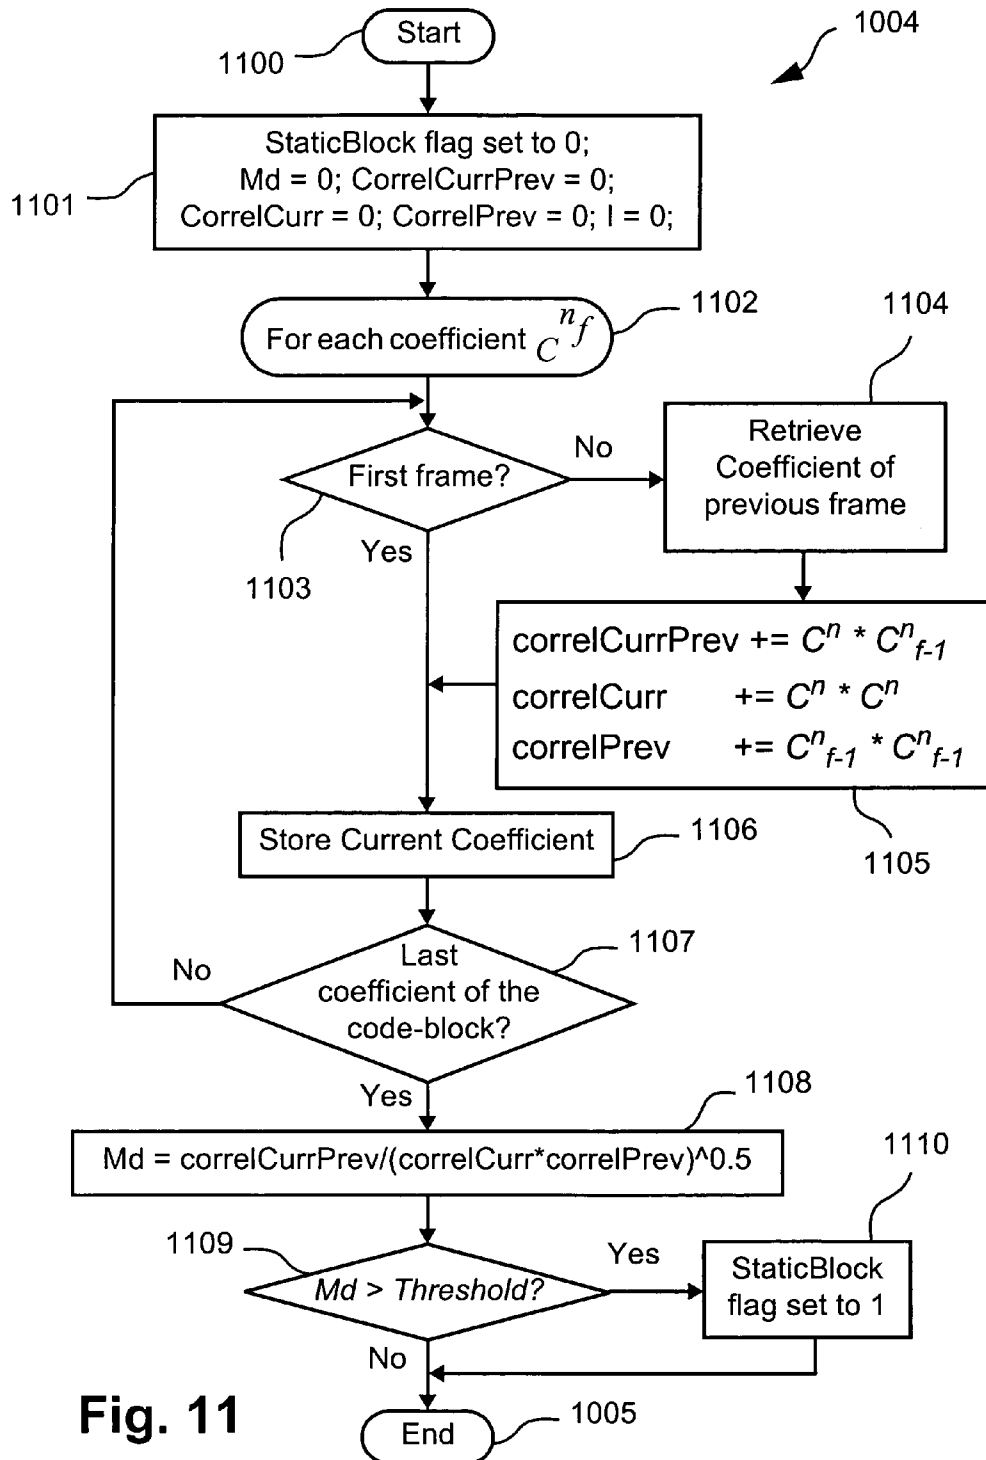 Start
1100
1004
StaticBlock flag set to 0;
Md = 0; CorrelCurrPrev = 0;
CorrelCurr = 0; CorrelPrev = 0; I = 0;
1101
For each coefficient C^n_f
1102
1104
Retrieve
Coefficient of
previous frame
First frame?
No
Yes
1103
correlCurrPrev += C^n * C^n_{f-1}
correlCurr += C^n * C^n
correlPrev += C^n_{f-1} * C^n_{f-1}
1105
Store Current Coefficient
1106
Last
coefficient of the
code-block?
1107
No
Yes
1108
Md = correlCurrPrev/(correlCurr*correlPrev)^0.5
1110
1109
Md > Threshold?
Yes
StaticBlock
flag set to 1
No
End
1005
Fig. 11